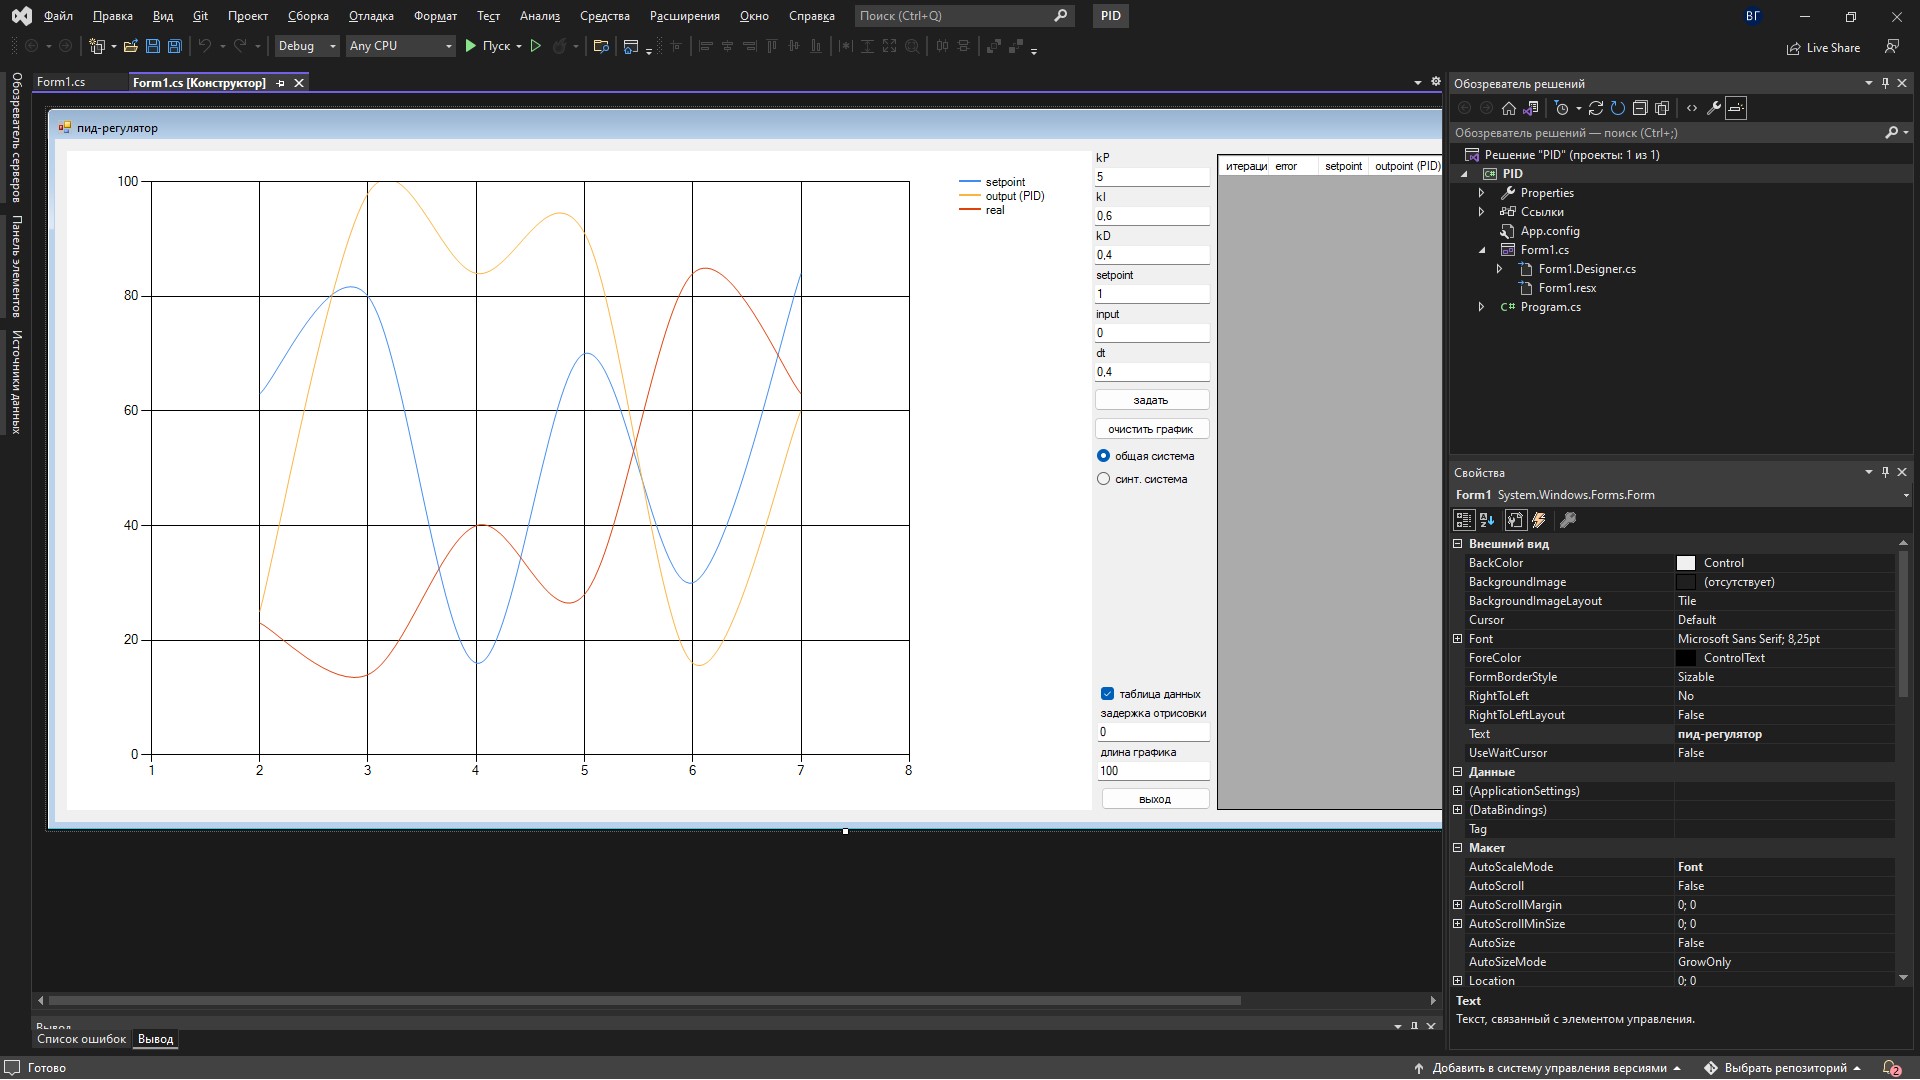 Файл Правка Вид Git Проект Сборка Отладка Формат Тест Анализ Средства Расширения Окно Справка Поиск (Ctrl+Q) PID ВГ
Debug Any CPU Пуск Live Share
Обозреватель серверов
Панель элементов
Источники данных
Form1.cs Form1.cs [Конструктор]
пид-регулятор
100
80
60
40
20
0
1 2 3 4 5 6 7 8
setpoint
output (PID)
real
kP
5
kI
0,6
kD
0,4
setpoint
1
input
0
dt
0,4
задать
очистить график
общая система
синт. система
таблица данных
задержка отрисовки
0
длина графика
100
выход
итераци error setpoint outpoint (PID)
Вывод
Список ошибок Вывод
Обозреватель решений
Обозреватель решений — поиск (Ctrl+;)
Решение "PID" (проекты: 1 из 1)
PID
Properties
Ссылки
App.config
Form1.cs
Form1.Designer.cs
Form1.resx
C# Program.cs
Свойства
Form1 System.Windows.Forms.Form
Внешний вид
BackColor Control
BackgroundImage (отсутствует)
BackgroundImageLayout Tile
Cursor Default
Font Microsoft Sans Serif; 8,25pt
ForeColor ControlText
FormBorderStyle Sizable
RightToLeft No
RightToLeftLayout False
Text пид-регулятор
UseWaitCursor False
Данные
(ApplicationSettings)
(DataBindings)
Tag
Макет
AutoScaleMode Font
AutoScroll False
AutoScrollMargin 0; 0
AutoScrollMinSize 0; 0
AutoSize False
AutoSizeMode GrowOnly
Location 0; 0
Text
Текст, связанный с элементом управления.
Готово Добавить в систему управления версиями Выбрать репозиторий 2